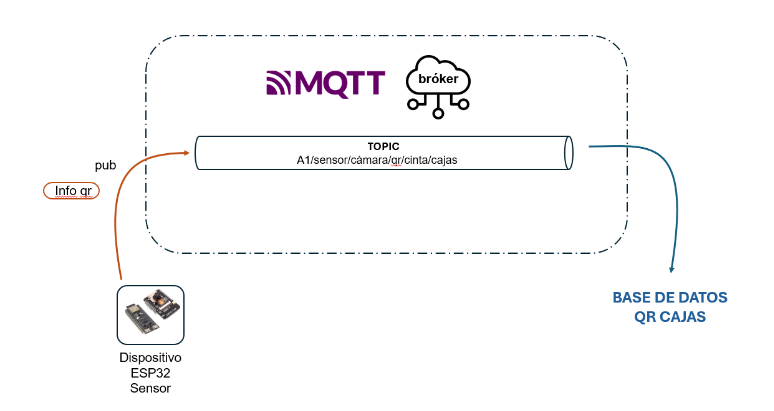 MQTT
bróker
TOPIC
A1/sensor/cámara/qr/cinta/cajas
pub
Info qr
BASE DE DATOS
QR CAJAS
Dispositivo
ESP32
Sensor